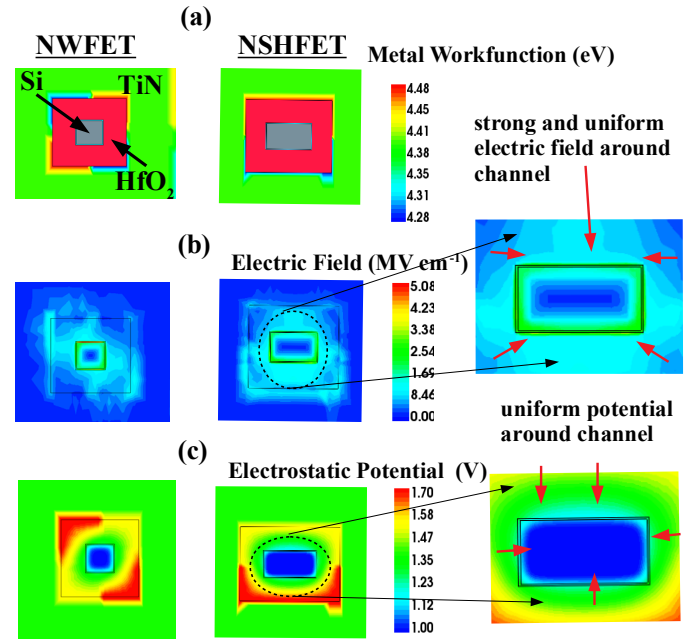 (a)
NWFET
NSHFET
Metal Workfunction (eV)
Si
TiN
HfO₂
4.48
4.45
4.41
4.38
4.35
4.31
4.28
strong and uniform
electric field around
channel
(b)
Electric Field (MV cm⁻¹)
5.08
4.23
3.38
2.54
1.69
8.46
0.00
uniform potential
around channel
(c)
Electrostatic Potential (V)
1.70
1.58
1.47
1.35
1.23
1.12
1.00